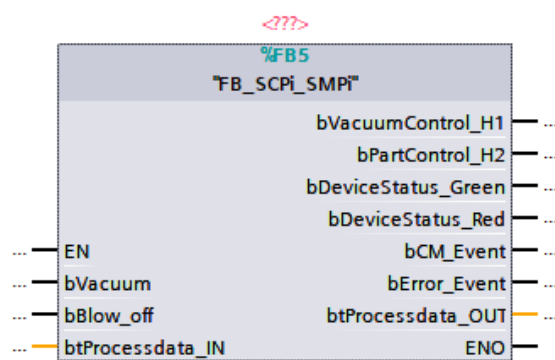 <???>
%FB5
"FB_SCPi_SMPi"
bVacuumControl_H1
...
bPartControl_H2
...
bDeviceStatus_Green
...
bDeviceStatus_Red
...
... EN
bCM_Event ...
... bVacuum
bError_Event ...
... bBlow_off
btProcessdata_OUT ...
... btProcessdata_IN
ENO